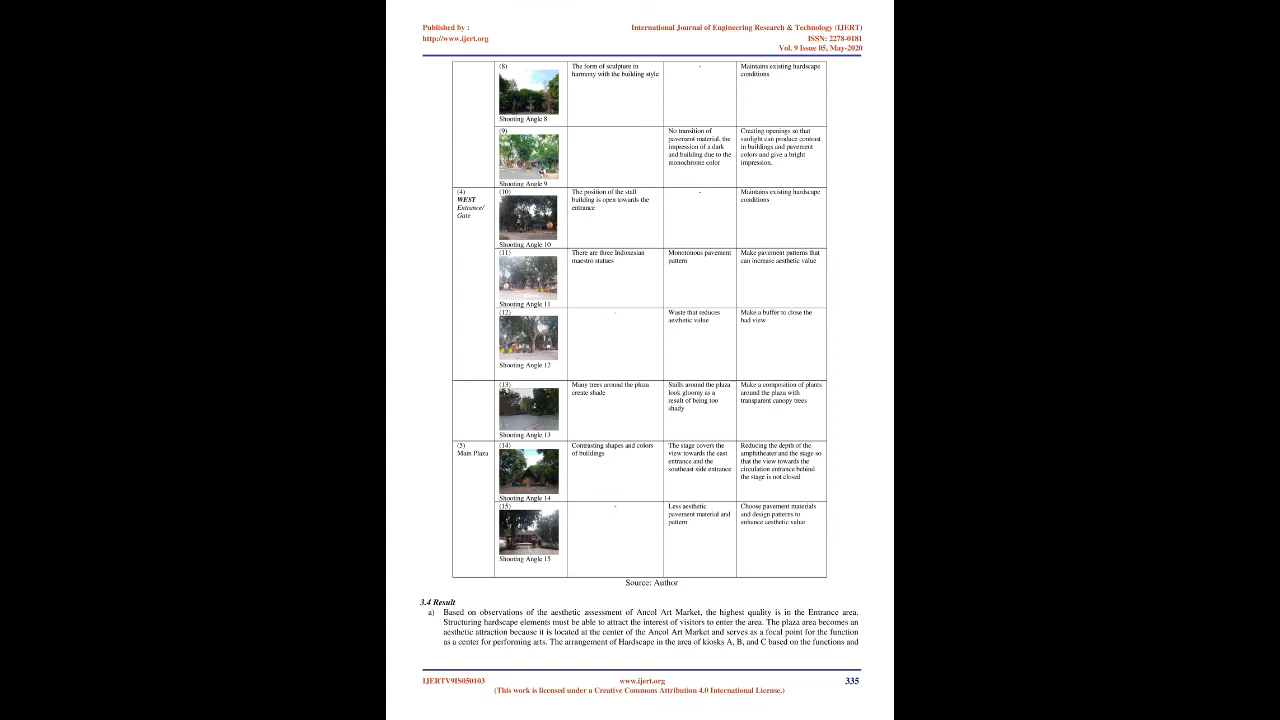 Published by :
International Journal of Engineering Research & Technology (IJERT)
http://www.ijert.org
ISSN: 2278-0181
Vol. 9 Issue 05, May-2020
(8)
Shooting Angle 8
The form of sculpture in
harmony with the building style
-
Maintains existing hardscape
conditions
(9)
Shooting Angle 9
No transition of
pavement material, the
impression of a dark
and building due to the
monochrome color
Creating openings so that
sunlight can produce contrast
in buildings and pavement
colors and give a bright
impression.
(4)
WEST
Entrance/
Gate
(10)
Shooting Angle 10
The position of the stall
building is open towards the
entrance
-
Maintains existing hardscape
conditions
(11)
Shooting Angle 11
There are three Indonesian
maestro statues
Monotonous pavement
pattern
Make pavement patterns that
can increase aesthetic value
(12)
Shooting Angle 12
-
Waste that reduces
aesthetic value
Make a buffer to close the
bad view
(13)
Shooting Angle 13
Many trees around the plaza
create shade
Stalls around the plaza
look gloomy as a
result of being too
shady
Make a composition of plants
around the plaza with
transparent canopy trees
(5)
Main Plaza
(14)
Shooting Angle 14
Contrasting shapes and colors
of buildings
The stage covers the
view towards the east
entrance and the
southeast side entrance
Reducing the depth of the
amphitheater and the stage so
that the view towards the
circulation entrance behind
the stage is not closed
(15)
Shooting Angle 15
-
Less aesthetic
pavement material and
pattern
Choose pavement materials
and design patterns to
enhance aesthetic value
Source: Author
3.4 Result
a) Based on observations of the aesthetic assessment of Ancol Art Market, the highest quality is in the Entrance area.
Structuring hardscape elements must be able to attract the interest of visitors to enter the area. The plaza area becomes an
aesthetic attraction because it is located at the center of the Ancol Art Market and serves as a focal point for the function
as a center for performing arts. The arrangement of Hardscape in the area of kiosks A, B, and C based on the functions and
IJERTV9IS050103
www.ijert.org
335
(This work is licensed under a Creative Commons Attribution 4.0 International License.)